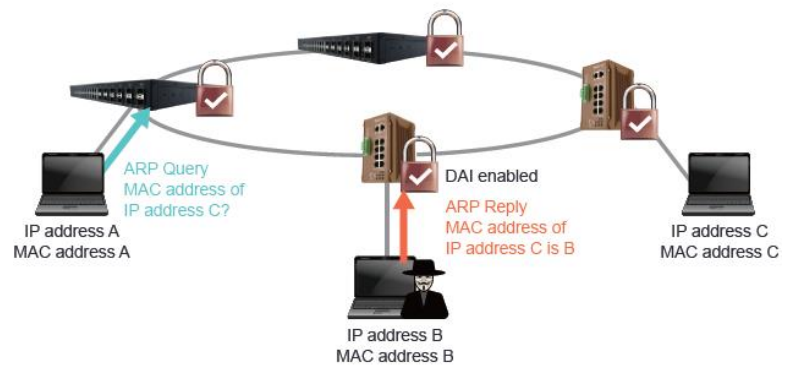 ARP Query
MAC address of
IP address C?
IP address A
MAC address A
DAI enabled
ARP Reply
MAC address of
IP address C is B
IP address C
MAC address C
IP address B
MAC address B